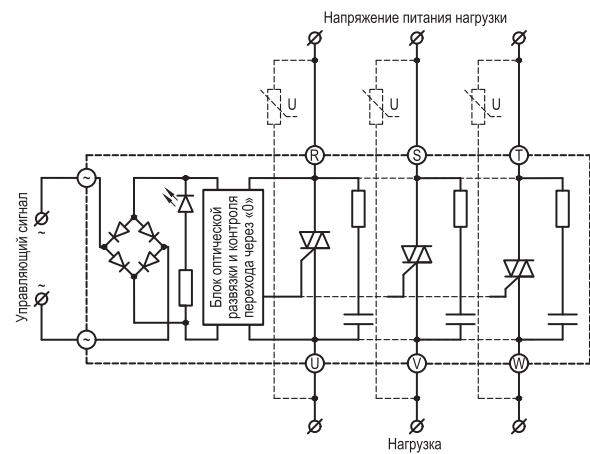 Напряжение питания нагрузки
U
U
U
R
S
T
~
Управляющий сигнал
~
~
Блок оптической
развязки и контроля
перехода через «0»
~
U
V
W
Нагрузка